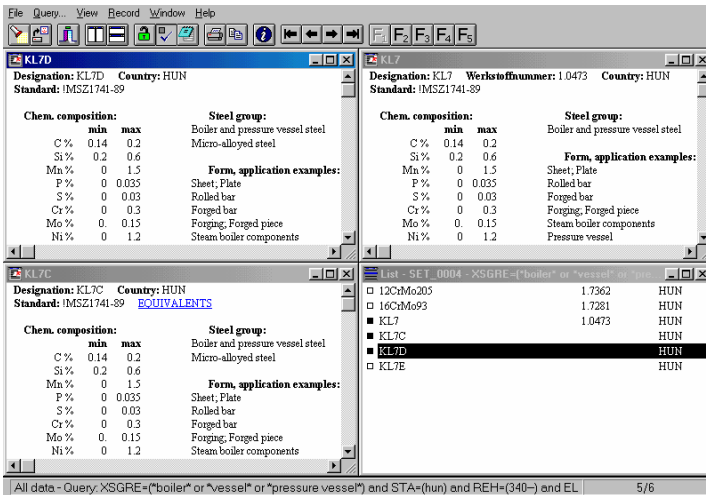 File Query... View Record Window Help
F1 F2 F3 F4 F5
KL7D
Designation: KL7D Country: HUN
Standard: !MSZ1741-89
Chem. composition: Steel group:
min max Boiler and pressure vessel steel
C % 0.14 0.2 Micro-alloyed steel
Si % 0.2 0.6
Mn % 0 1.5 Form, application examples:
P % 0 0.035 Sheet; Plate
S % 0 0.03 Rolled bar
Cr % 0 0.3 Forged bar
Mo % 0. 0.15 Forging; Forged piece
Ni % 0 1.2 Steam boiler components
KL7
Designation: KL7 Werkstoffnummer: 1.0473 Country: HUN
Standard: !MSZ1741-89
Chem. composition: Steel group:
min max Boiler and pressure vessel steel
C % 0.14 0.2
Si % 0.2 0.6 Form, application examples:
Mn % 0 1.5 Sheet; Plate
P % 0 0.035 Rolled bar
S % 0 0.03 Forged bar
Cr % 0 0.3 Forging; Forged piece
Mo % 0. 0.15 Steam boiler components
Ni % 0 1.2 Pressure vessel
KL7C
Designation: KL7C Country: HUN
Standard: !MSZ1741-89 EQUIVALENTS
Chem. composition: Steel group:
min max Boiler and pressure vessel steel
C % 0.14 0.2 Micro-alloyed steel
Si % 0.2 0.6
Mn % 0 1.5 Form, application examples:
P % 0 0.035 Sheet; Plate
S % 0 0.03 Rolled bar
Cr % 0 0.3 Forged bar
Mo % 0. 0.15 Forging; Forged piece
Ni % 0 1.2 Steam boiler components
List - SET_0004 - XSGRE=(*boiler* or *vessel* or *pre...
12CrMo205 1.7362 HUN
16CrMo93 1.7281 HUN
KL7 1.0473 HUN
KL7C HUN
KL7D HUN
KL7E HUN
All data - Query: XSGRE=(*boiler* or *vessel* or *pressure vessel*) and STA=(hun) and REH=(340--) and EL 5/6